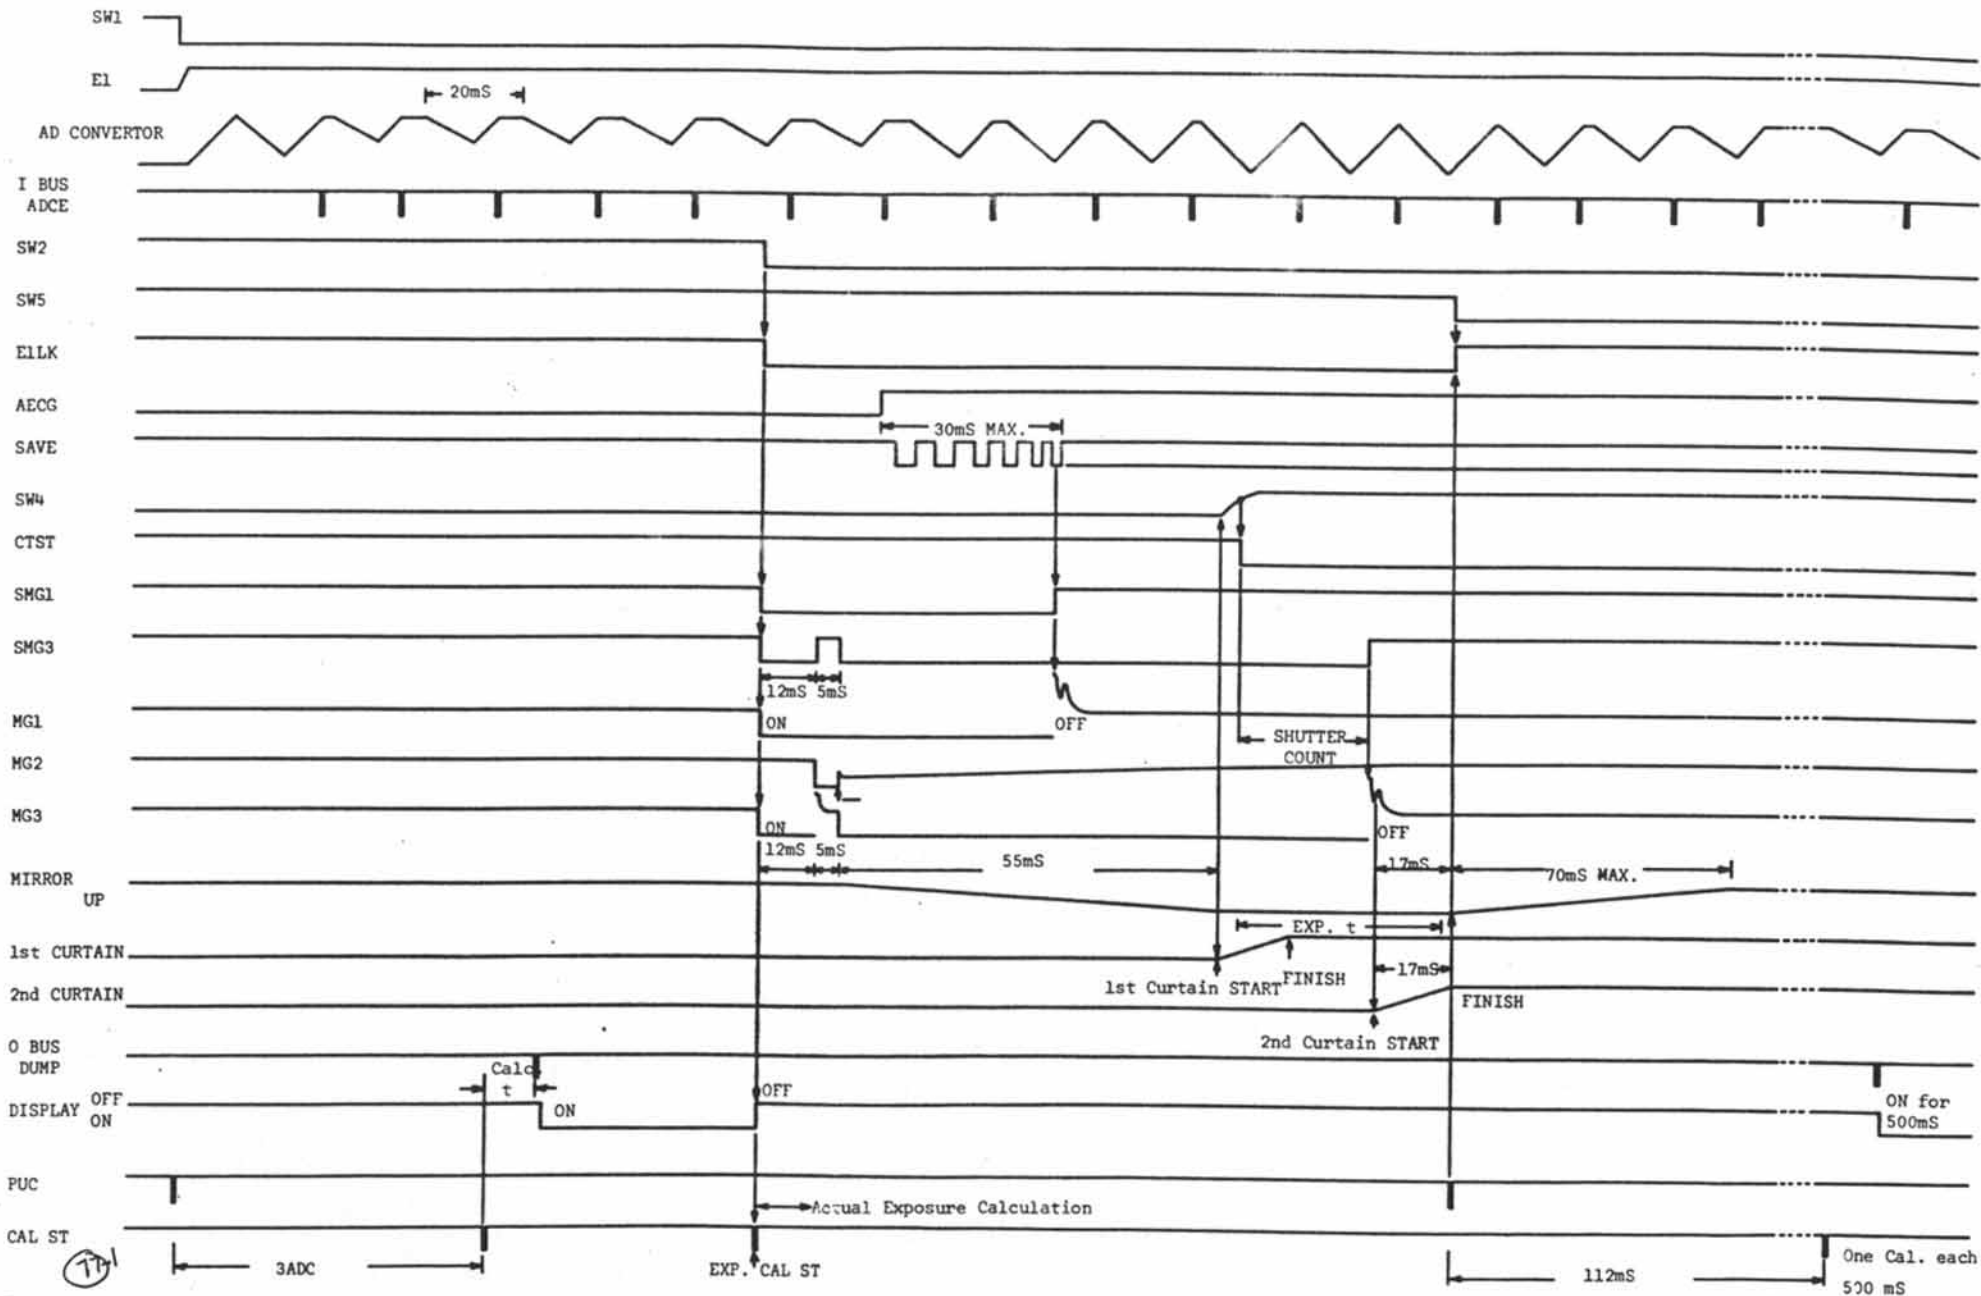 SW1
E1
20mS
AD CONVERTOR
I BUS
ADCE
SW2
SW5
E1LK
AECG
30mS MAX.
SAVE
SW4
CTST
SMG1
SMG3
12mS 5mS
MG1
ON
OFF
SHUTTER
COUNT
MG2
MG3
ON
OFF
12mS 5mS
55mS
17mS
70mS MAX.
MIRROR
UP
EXP. t
1st CURTAIN
17mS
1st Curtain START
FINISH
2nd CURTAIN
FINISH
2nd Curtain START
O BUS
DUMP
Calc
t
DISPLAY OFF
ON
ON
OFF
ON for
500mS
PUC
Actual Exposure Calculation
CAL ST
77-1
3ADC
EXP. CAL ST
112mS
One Cal. each
500 mS